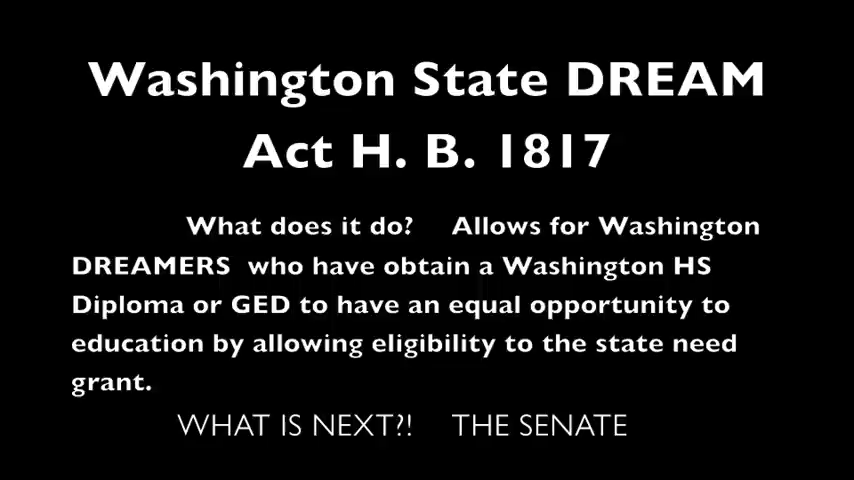 Washington State DREAM
Act H. B. 1817
What does it do? Allows for Washington
DREAMERS who have obtain a Washington HS
Diploma or GED to have an equal opportunity to
education by allowing eligibility to the state need
grant.
WHAT IS NEXT?! THE SENATE